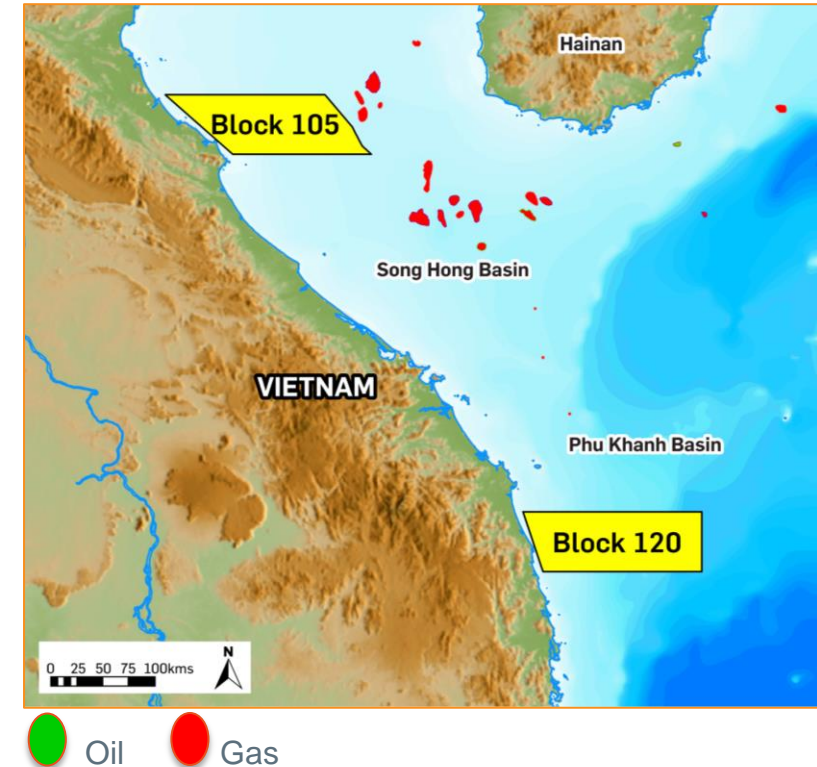 Hainan
Block 105
Song Hong Basin
VIETNAM
Phu Khanh Basin
Block 120
N
0 25 50 75 100kms
Oil Gas